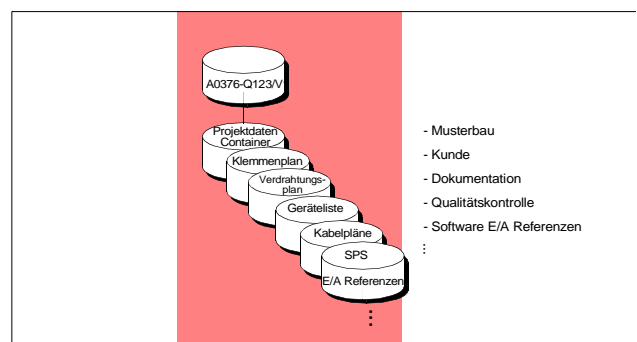 A0376-Q123/V
Projektdaten
Container
Klemmenplan
Verdrahtungs-
plan
Geräteliste
Kabelpläne
SPS
E/A Referenzen
- Musterbau
- Kunde
- Dokumentation
- Qualitätskontrolle
- Software E/A Referenzen